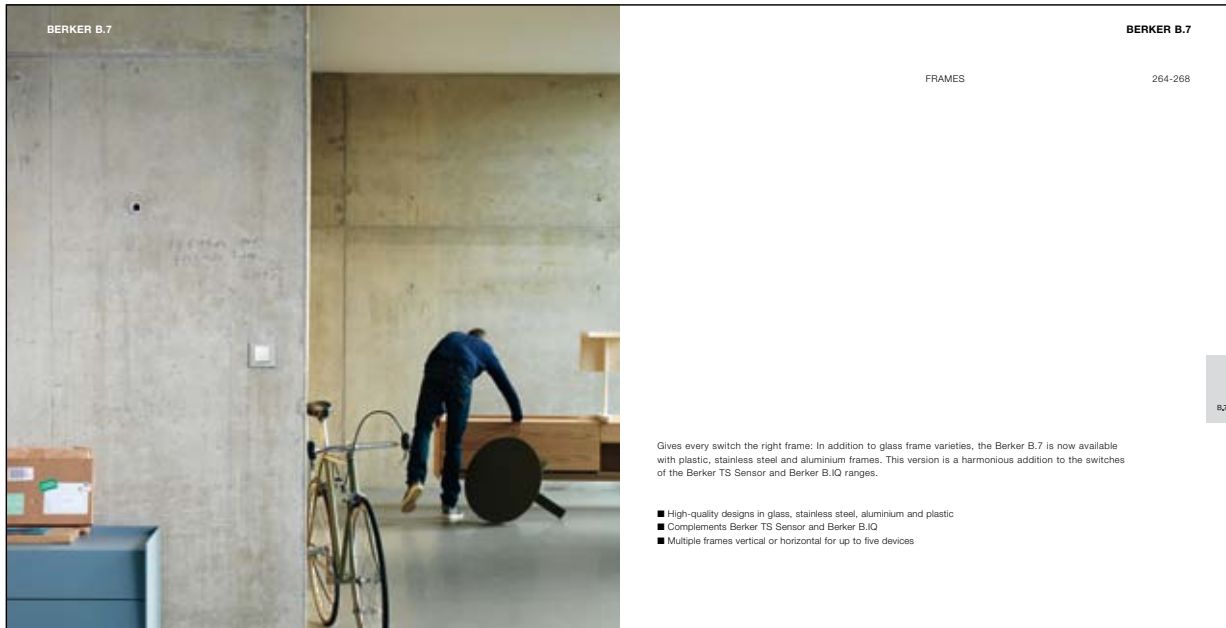 BERKER B.7
BERKER B.7
FRAMES 264-268
B.7
Gives every switch the right frame: In addition to glass frame varieties, the Berker B.7 is now available
with plastic, stainless steel and aluminium frames. This version is a harmonious addition to the switches
of the Berker TS Sensor and Berker B.IQ ranges.
■ High-quality designs in glass, stainless steel, aluminium and plastic
■ Complements Berker TS Sensor and Berker B.IQ
■ Multiple frames vertical or horizontal for up to five devices